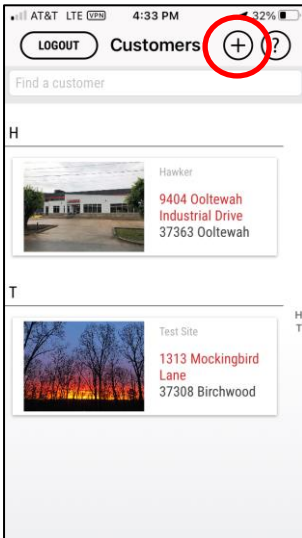 AT&T LTE VPN 4:33 PM 32%
LOGOUT Customers + ?
Find a customer
H
Hawker
9404 Ooltewah
Industrial Drive
37363 Ooltewah
T
H
T
Test Site
1313 Mockingbird
Lane
37308 Birchwood